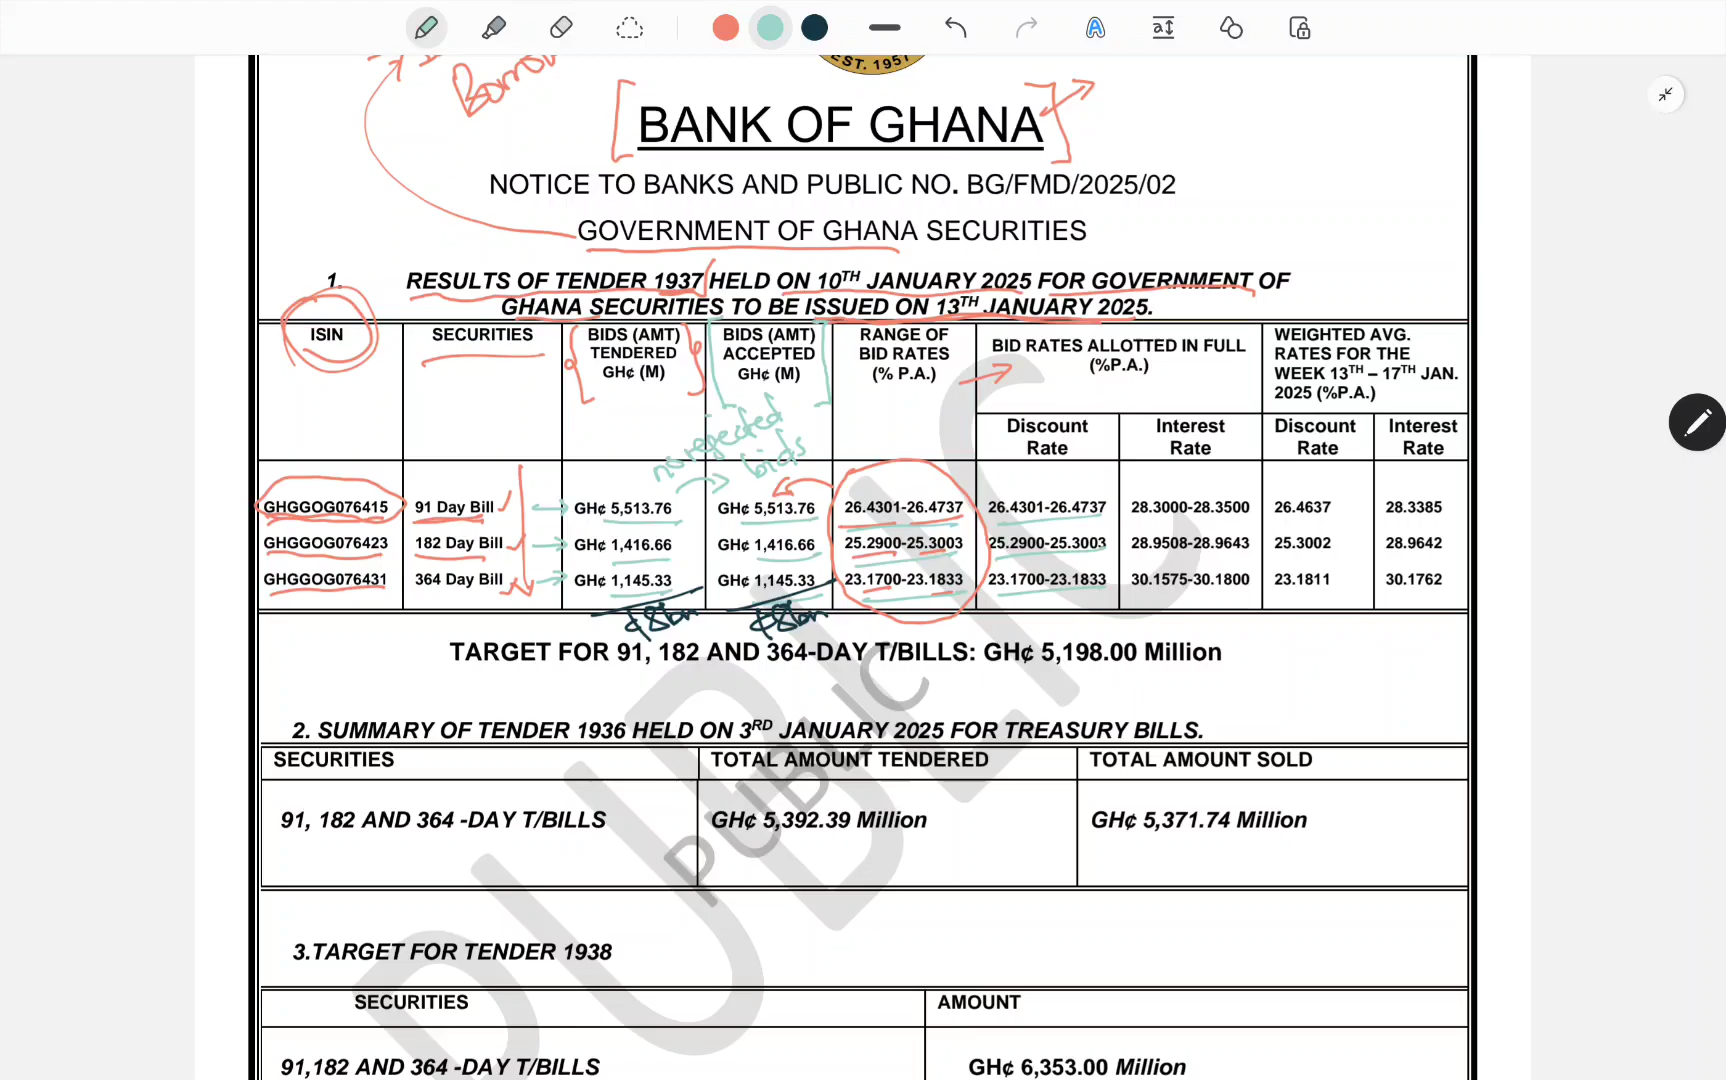 EST. 1957
Borrow
BANK OF GHANA
NOTICE TO BANKS AND PUBLIC NO. BG/FMD/2025/02
GOVERNMENT OF GHANA SECURITIES
1. RESULTS OF TENDER 1937 HELD ON 10TH JANUARY 2025 FOR GOVERNMENT OF
GHANA SECURITIES TO BE ISSUED ON 13TH JANUARY 2025.
ISIN
SECURITIES
BIDS (AMT)
TENDERED
GH¢ (M)
BIDS (AMT)
ACCEPTED
GH¢ (M)
RANGE OF
BID RATES
(% P.A.)
BID RATES ALLOTTED IN FULL
(%P.A.)
WEIGHTED AVG.
RATES FOR THE
WEEK 13TH – 17TH JAN.
2025 (%P.A.)
Discount
Rate
Interest
Rate
Discount
Rate
Interest
Rate
no rejected
bids
GHGGOG076415 91 Day Bill GH¢ 5,513.76 GH¢ 5,513.76 26.4301-26.4737 26.4301-26.4737 28.3000-28.3500 26.4637 28.3385
GHGGOG076423 182 Day Bill GH¢ 1,416.66 GH¢ 1,416.66 25.2900-25.3003 25.2900-25.3003 28.9508-28.9643 25.3002 28.9642
GHGGOG076431 364 Day Bill GH¢ 1,145.33 GH¢ 1,145.33 23.1700-23.1833 23.1700-23.1833 30.1575-30.1800 23.1811 30.1762
¢8bn ¢8bn
TARGET FOR 91, 182 AND 364-DAY T/BILLS: GH¢ 5,198.00 Million
2. SUMMARY OF TENDER 1936 HELD ON 3RD JANUARY 2025 FOR TREASURY BILLS.
SECURITIES TOTAL AMOUNT TENDERED TOTAL AMOUNT SOLD
91, 182 AND 364 -DAY T/BILLS GH¢ 5,392.39 Million GH¢ 5,371.74 Million
3.TARGET FOR TENDER 1938
SECURITIES AMOUNT
91,182 AND 364 -DAY T/BILLS GH¢ 6,353.00 Million
PUBLIC
PUBLIC